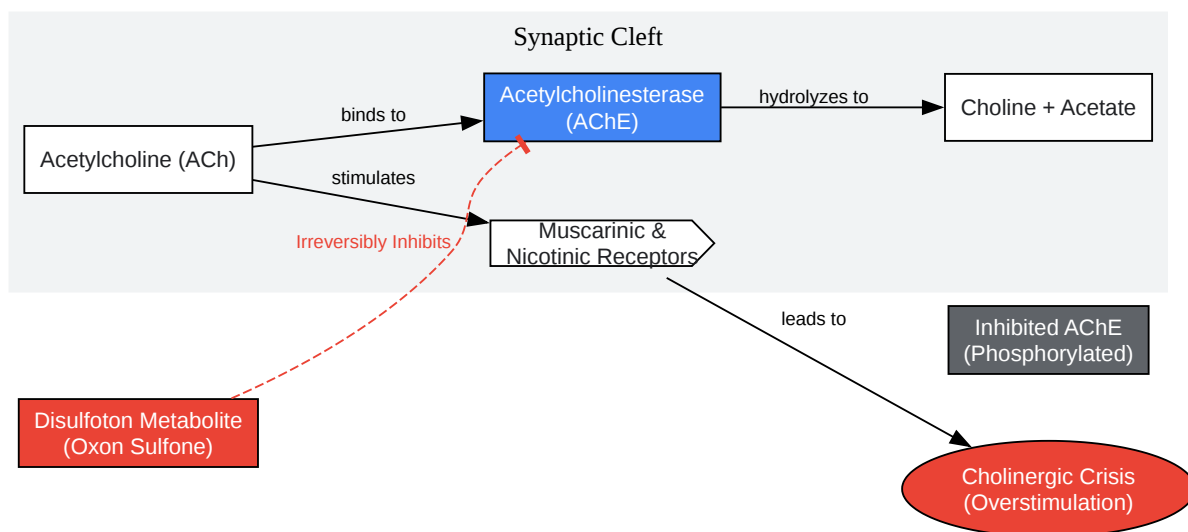 Synaptic Cleft
Acetylcholinesterase
(AChE)
hydrolyzes to
Choline + Acetate
binds to
Acetylcholine (ACh)
stimulates
Irreversibly Inhibits
Muscarinic &
Nicotinic Receptors
leads to
Inhibited AChE
(Phosphorylated)
Disulfoton Metabolite
(Oxon Sulfone)
Cholinergic Crisis
(Overstimulation)